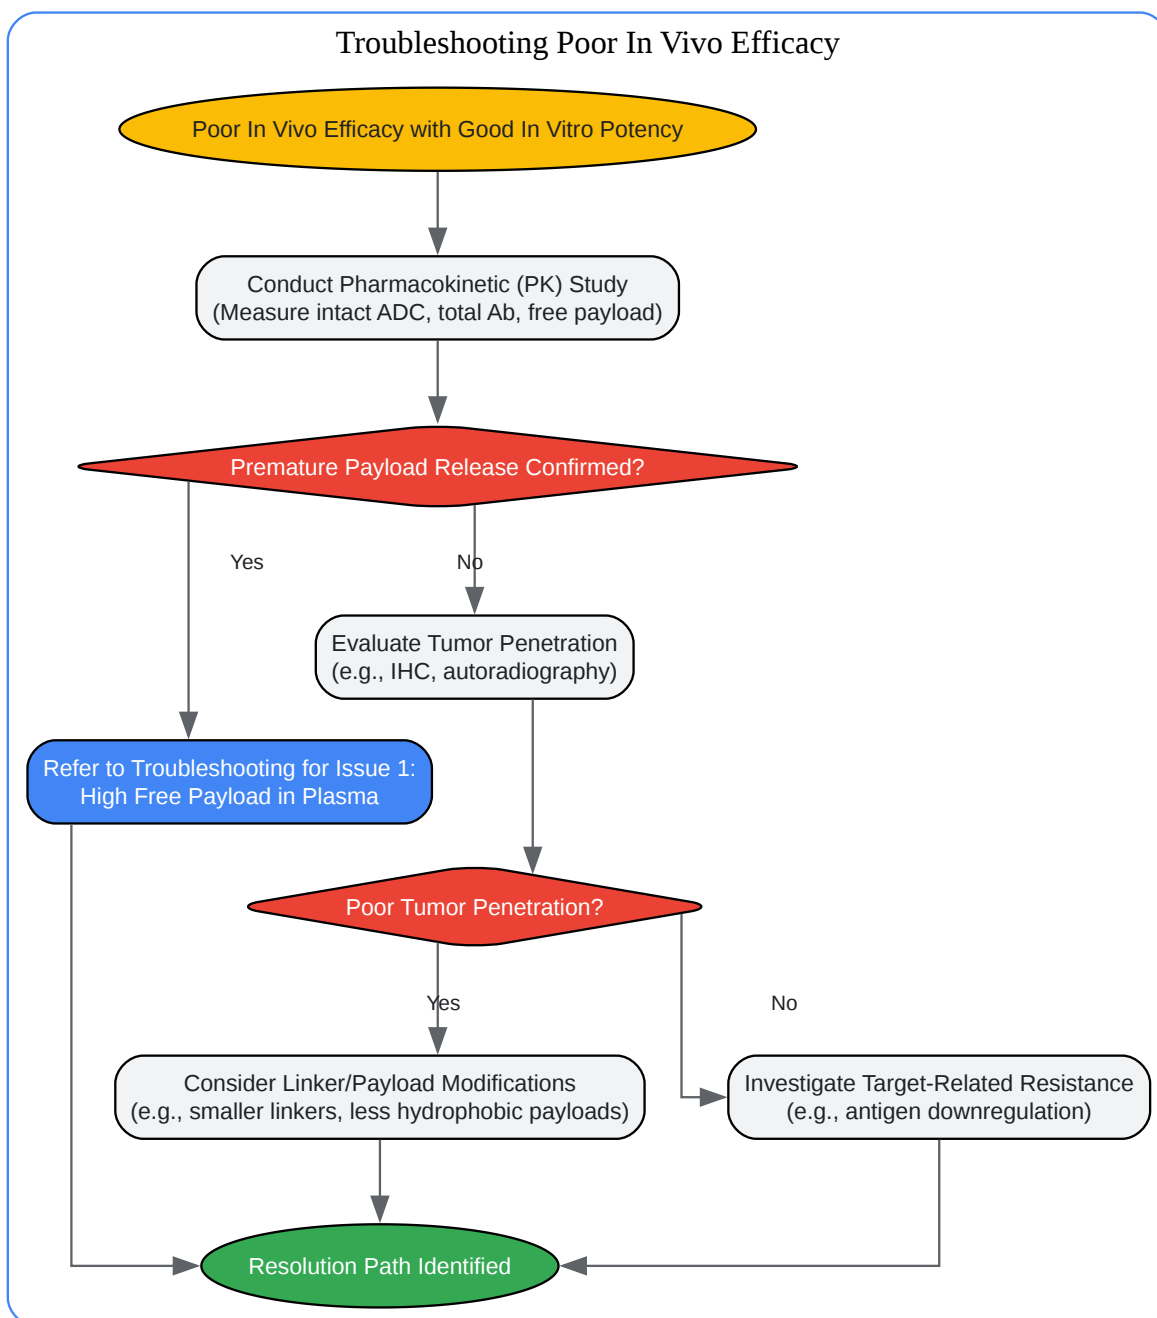 Troubleshooting Poor In Vivo Efficacy
Poor In Vivo Efficacy with Good In Vitro Potency
Conduct Pharmacokinetic (PK) Study
(Measure intact ADC, total Ab, free payload)
Premature Payload Release Confirmed?
Yes
No
Evaluate Tumor Penetration
(e.g., IHC, autoradiography)
Refer to Troubleshooting for Issue 1:
High Free Payload in Plasma
Poor Tumor Penetration?
Yes
No
Consider Linker/Payload Modifications
(e.g., smaller linkers, less hydrophobic payloads)
Investigate Target-Related Resistance
(e.g., antigen downregulation)
Resolution Path Identified